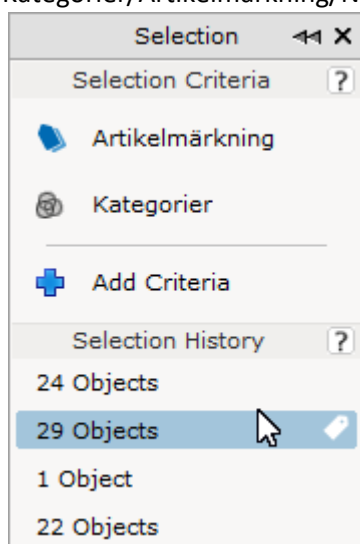 Kategorier/Artikelmärkning/N
Selection
Selection Criteria ?
Artikelmärkning
Kategorier
Add Criteria
Selection History ?
24 Objects
29 Objects
1 Object
22 Objects